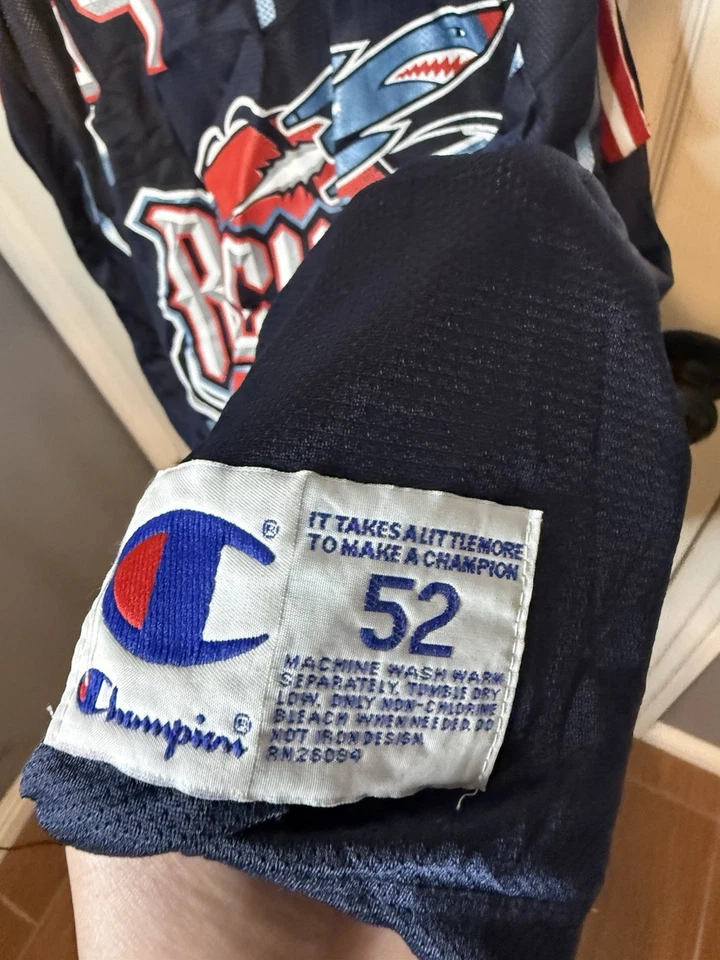 ®
IT TAKES A LITTLE MORE
TO MAKE A CHAMPION
52
MACHINE WASH WARM
SEPARATELY. TUMBLE DRY
LOW. ONLY NON-CHLORINE
BLEACH WHEN NEEDED. DO
NOT IRON DESIGN.
RN 26094
Champion®